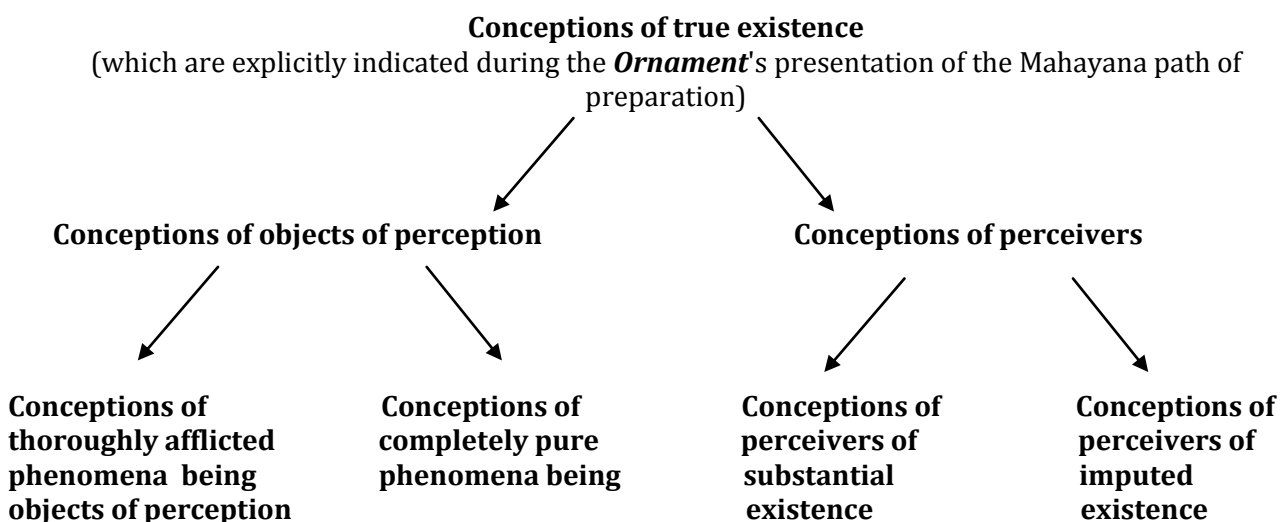 Conceptions of true existence
(which are explicitly indicated during the Ornament's presentation of the Mahayana path of
preparation)
Conceptions of objects of perception
Conceptions of perceivers
Conceptions of
thoroughly afflicted
phenomena being
objects of perception
Conceptions of
completely pure
phenomena being
Conceptions of
perceivers of
substantial
existence
Conceptions of
perceivers of
imputed
existence